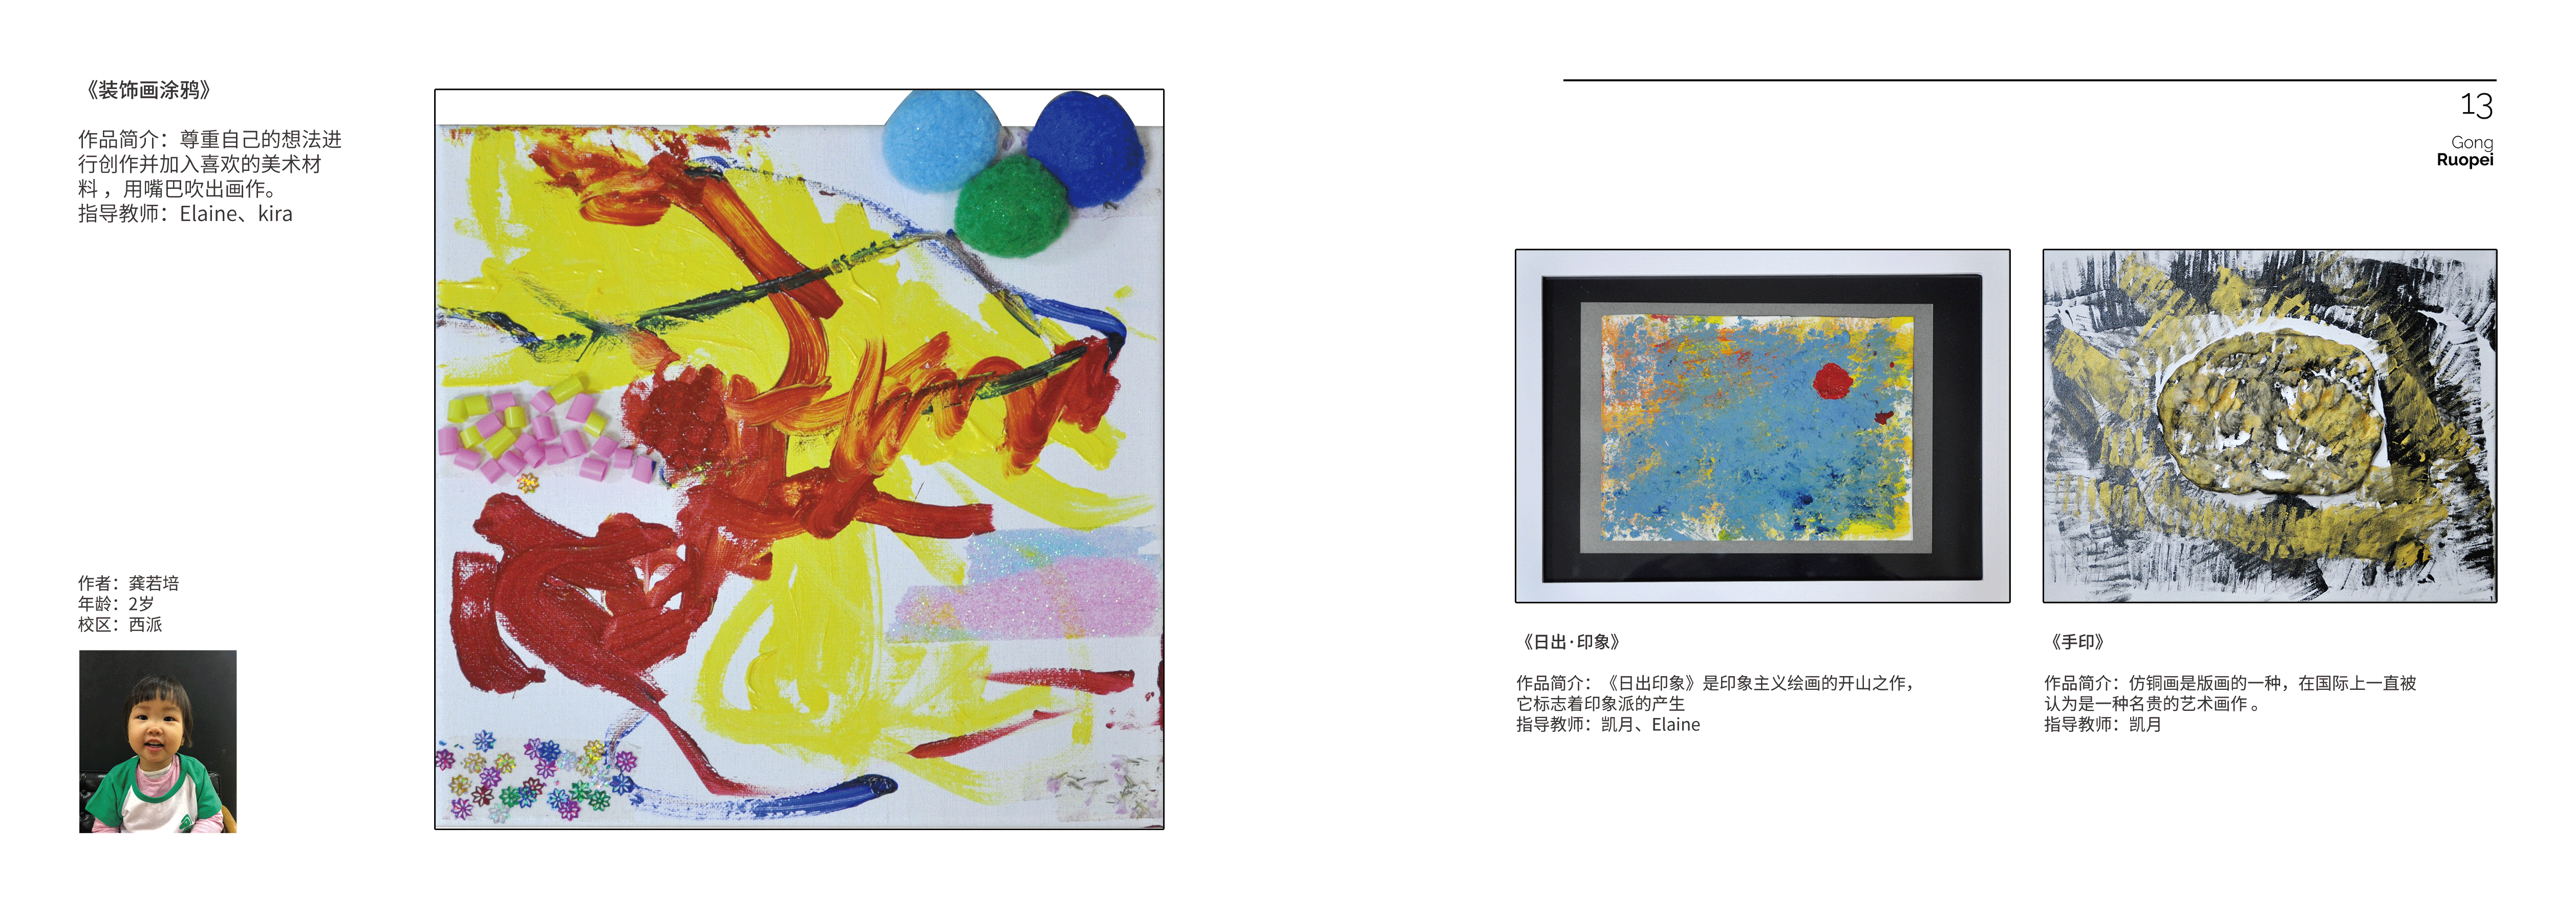 《装饰画涂鸦》
作品简介：尊重自己的想法进
行创作并加入喜欢的美术材
料 ，用嘴巴吹出画作。
指导教师：Elaine、kira
作者：龚若培
年龄：2岁
校区：西派
13
Gong
Ruopei
《日出·印象》
作品简介：《日出印象》是印象主义绘画的开山之作，
它标志着印象派的产生
指导教师：凯月、Elaine
《手印》
作品简介：仿铜画是版画的一种，在国际上一直被
认为是一种名贵的艺术画作 。
指导教师：凯月